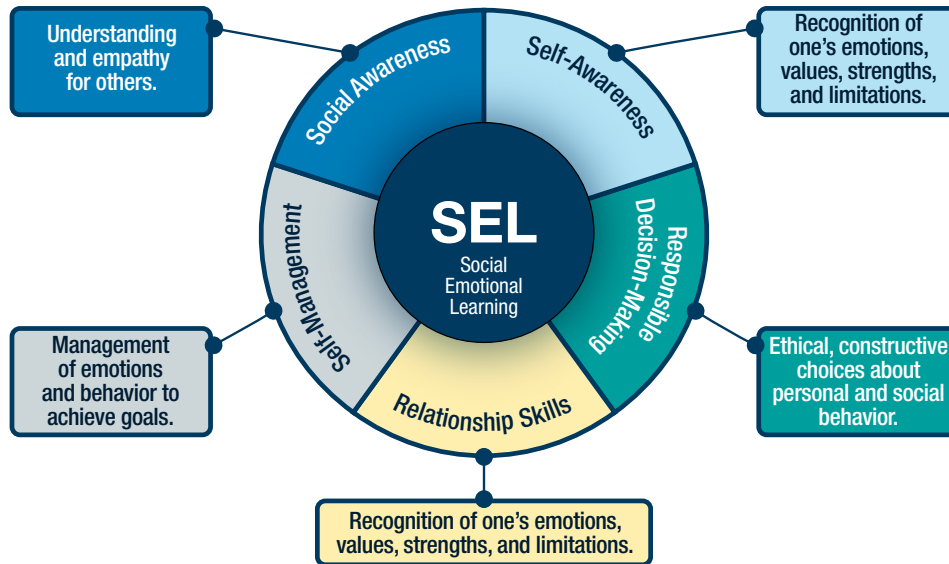 Understanding
and empathy
for others.
Social Awareness
Self-Awareness
Recognition of
one’s emotions,
values, strengths,
and limitations.
SEL
Social
Emotional
Learning
Self-Management
Responsible
Decision-Making
Management
of emotions
and behavior to
achieve goals.
Relationship Skills
Ethical, constructive
choices about
personal and social
behavior.
Recognition of one’s emotions,
values, strengths, and limitations.